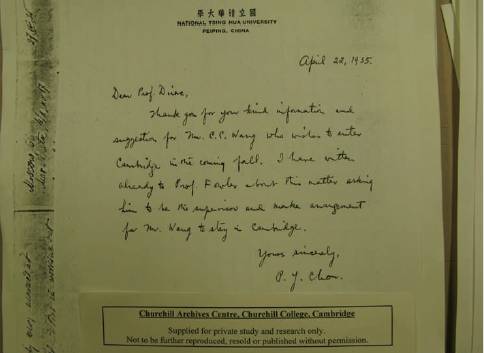 學大華清立國
NATIONAL TSING HUA UNIVERSITY
PEIPING, CHINA
April 22, 1935.
Dear Prof. Dirac,
Thank you for your kind information and
suggestion for Mr. C.C. Wang who wishes to enter
Cambridge in the coming fall. I have written
already to Prof. Fowler about this matter asking
him to be the supervisor and make arrangement
for Mr. Wang to stay in Cambridge.
Yours sincerely,
P. Y. Chou.
Churchill Archives Centre, Churchill College, Cambridge
Supplied for private study and research only.
Not to be further reproduced, resold or published without permission.